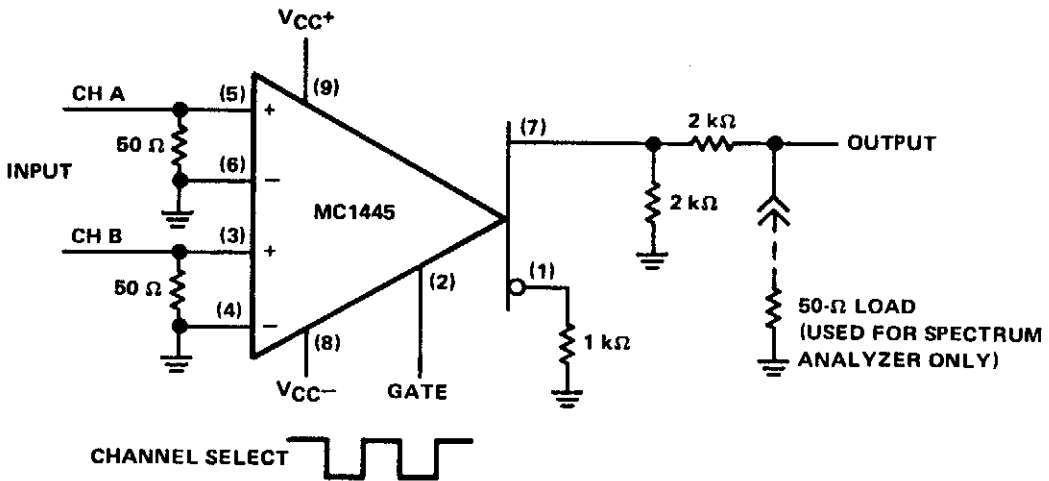 VCC+
CH A
(5)
+
(9)
50 Ω
(6)
−
INPUT
MC1445
CH B
(3)
+
50 Ω
(4)
−
(8)
VCC−
(2)
GATE
(7)
2 kΩ
OUTPUT
2 kΩ
(1)
1 kΩ
50-Ω LOAD
(USED FOR SPECTRUM
ANALYZER ONLY)
CHANNEL SELECT